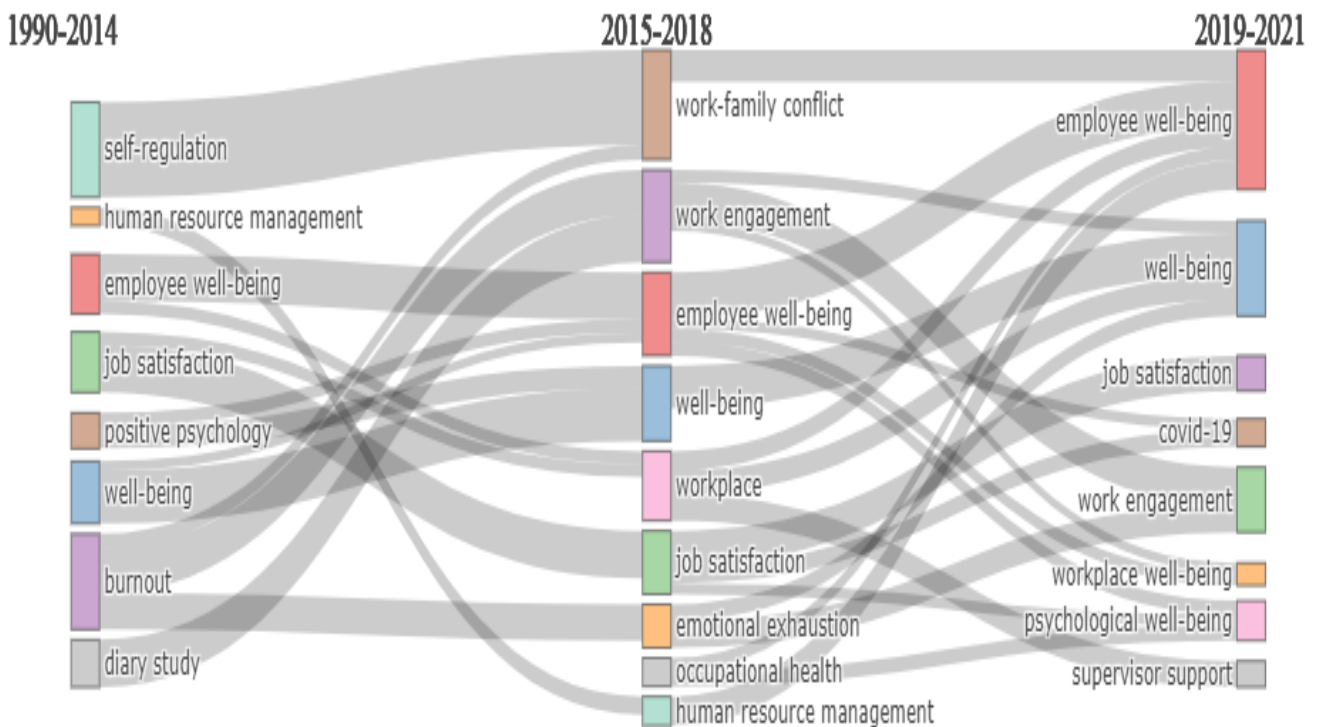 1990-2014
2015-2018
2019-2021
self-regulation
human resource management
employee well-being
job satisfaction
positive psychology
well-being
burnout
diary study
work-family conflict
work engagement
employee well-being
well-being
workplace
job satisfaction
emotional exhaustion
occupational health
human resource management
employee well-being
well-being
job satisfaction
covid-19
work engagement
workplace well-being
psychological well-being
supervisor support